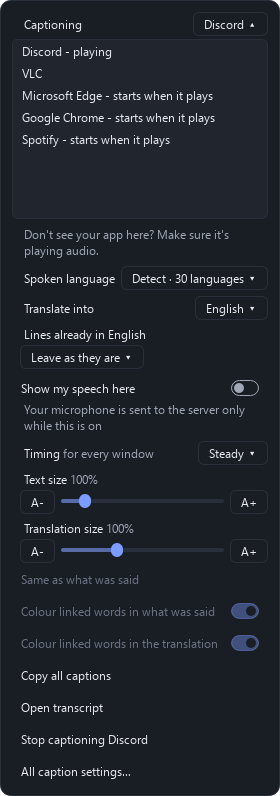 Captioning
Discord ▴
Discord - playing
VLC
Microsoft Edge - starts when it plays
Google Chrome - starts when it plays
Spotify - starts when it plays
Don't see your app here? Make sure it's
playing audio.
Spoken language
Detect · 30 languages ▾
Translate into
English ▾
Lines already in English
Leave as they are ▾
Show my speech here
Your microphone is sent to the server only
while this is on
Timing for every window
Steady ▾
Text size 100%
A-
A+
Translation size 100%
A-
A+
Same as what was said
Colour linked words in what was said
Colour linked words in the translation
Copy all captions
Open transcript
Stop captioning Discord
All caption settings...